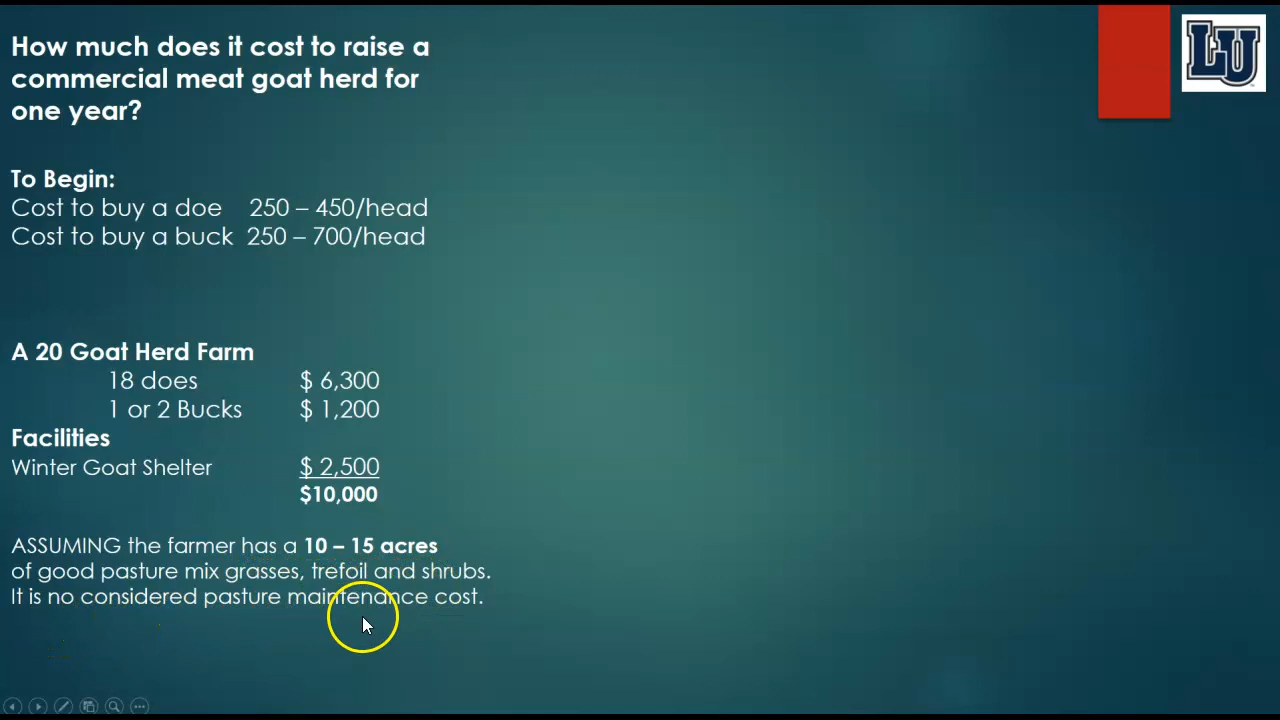 How much does it cost to raise a
commercial meat goat herd for
one year?
LU
To Begin:
Cost to buy a doe 250 – 450/head
Cost to buy a buck 250 – 700/head
A 20 Goat Herd Farm
18 does $ 6,300
1 or 2 Bucks $ 1,200
Facilities
Winter Goat Shelter $ 2,500
$10,000
ASSUMING the farmer has a 10 – 15 acres
of good pasture mix grasses, trefoil and shrubs.
It is no considered pasture maintenance cost.